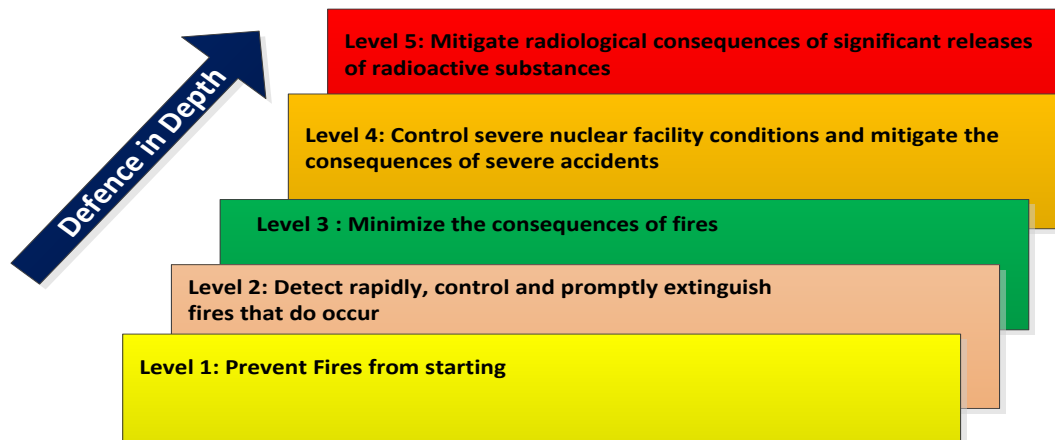 Defence in Depth
Level 5: Mitigate radiological consequences of significant releases
of radioactive substances
Level 4: Control severe nuclear facility conditions and mitigate the
consequences of severe accidents
Level 3 : Minimize the consequences of fires
Level 2: Detect rapidly, control and promptly extinguish
fires that do occur
Level 1: Prevent Fires from starting